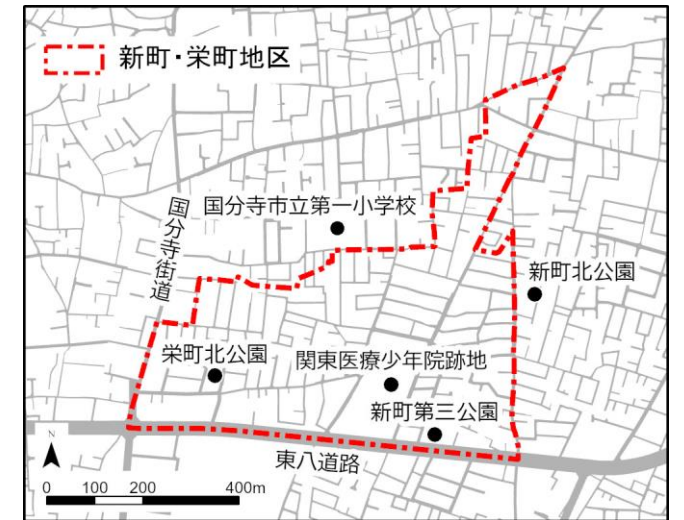 新町・栄町地区
国分寺市立第一小学校
国分寺街道
新町北公園
栄町北公園
関東医療少年院跡地
新町第三公園
東八道路
N
0 100 200 400m